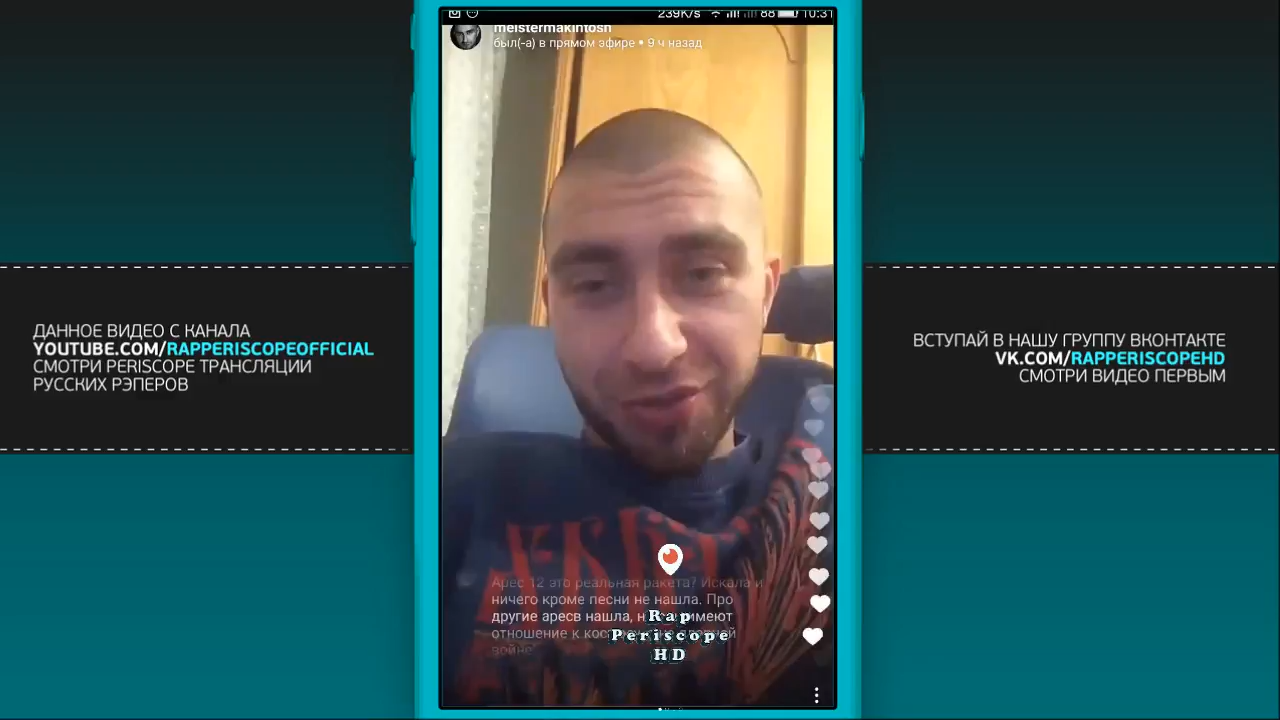 239K/s 88 10:31
meistermakintosh
был(-а) в прямом эфире • 9 ч назад
ДАННОЕ ВИДЕО С КАНАЛА
YOUTUBE.COM/RAPPERISCOPEOFFICIAL
СМОТРИ PERISCOPE ТРАНСЛЯЦИИ
РУССКИХ РЭПЕРОВ
ВСТУПАЙ В НАШУ ГРУППУ ВКОНТАКТЕ
VK.COM/RAPPERISCOPEHD
СМОТРИ ВИДЕО ПЕРВЫМ
Арес 12 это реальная ракета? Искала и
ничего кроме песни не нашла. Про
другие аресв нашла, имеют
отношение к
войне
Rap
Periscope
HD